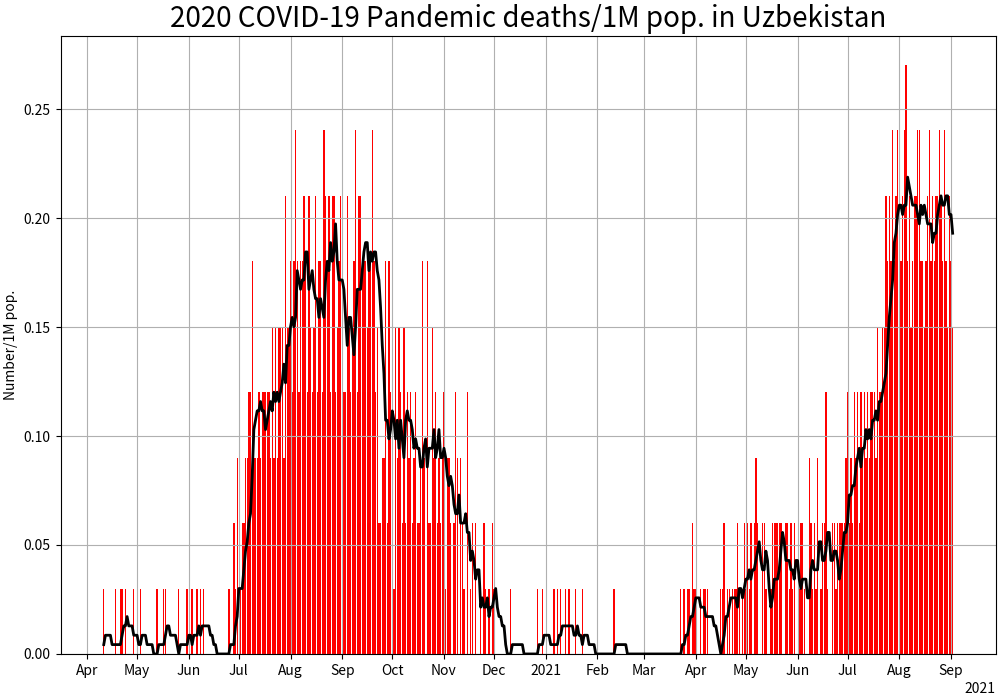 2020 COVID-19 Pandemic deaths/1M pop. in Uzbekistan
Number/1M pop.
0.25
0.20
0.15
0.10
0.05
0.00
Apr May Jun Jul Aug Sep Oct Nov Dec 2021 Feb Mar Apr May Jun Jul Aug Sep
2021